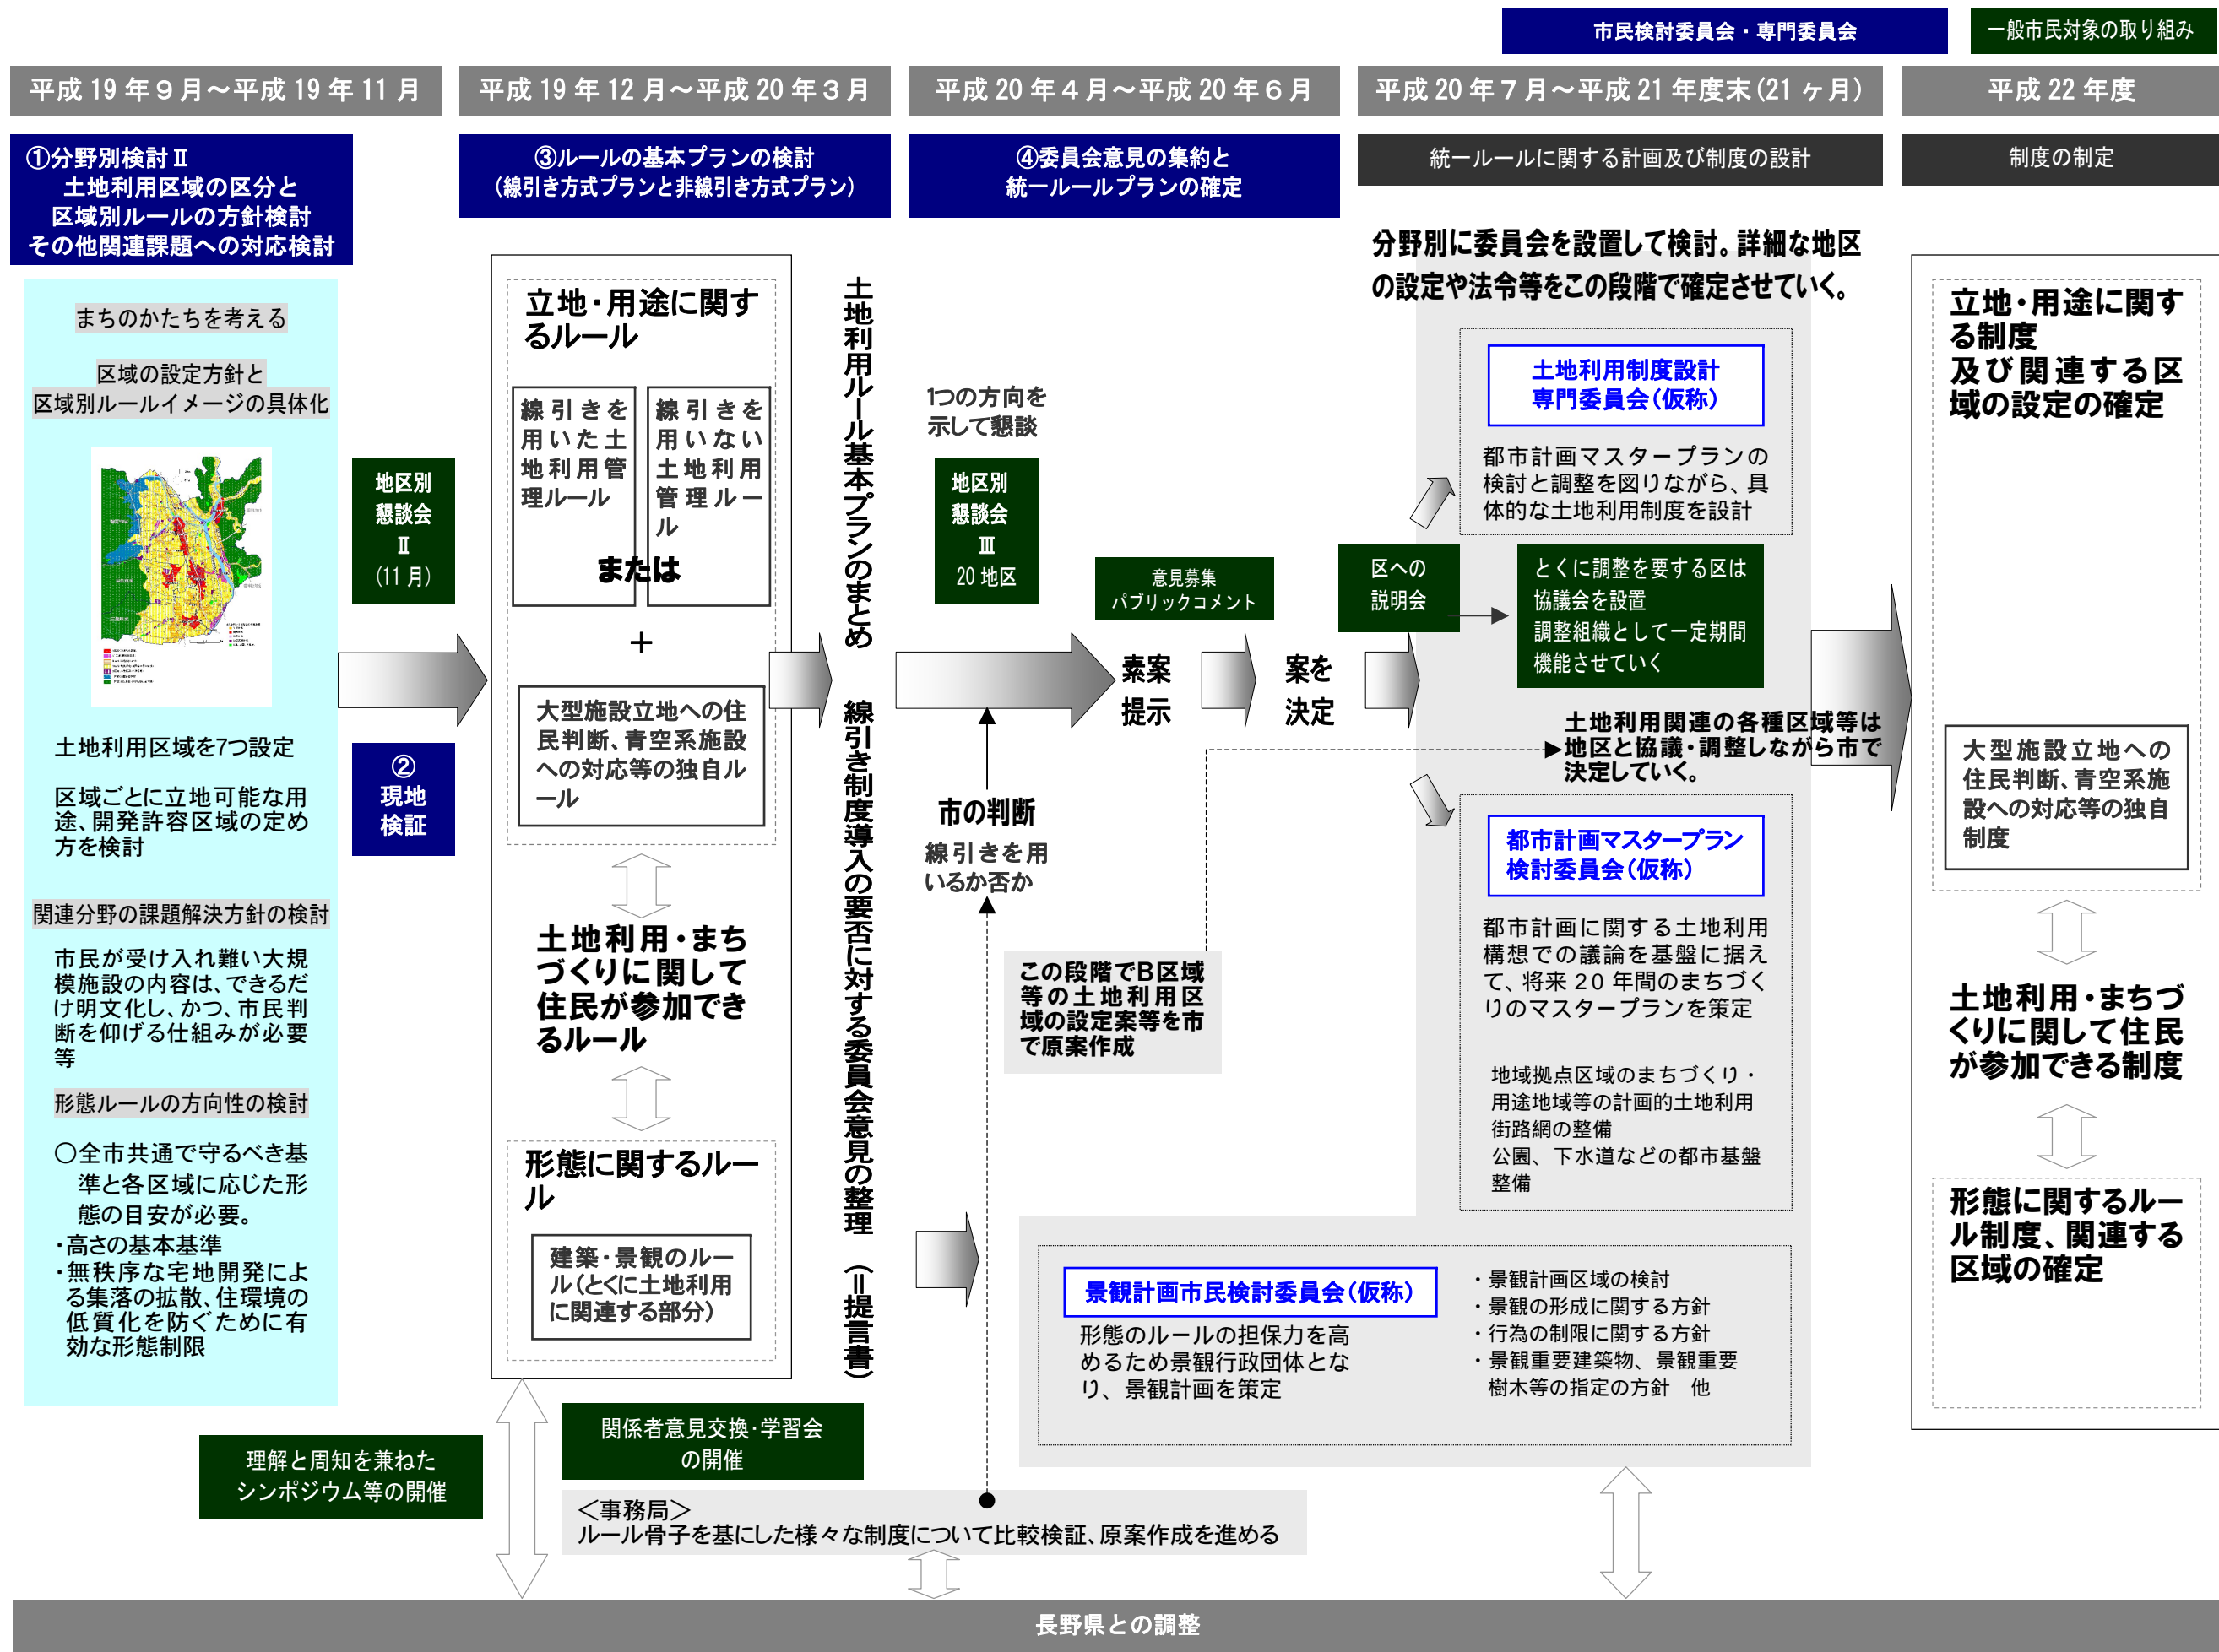 市民検討委員会・専門委員会
一般市民対象の取り組み
平成 19 年９月～平成 19 年 11 月
平成 19 年 12 月～平成 20 年３月
平成 20 年４月～平成 20 年６月
平成 20 年７月～平成 21 年度末(21 ヶ月)
平成 22 年度
①分野別検討Ⅱ
土地利用区域の区分と
区域別ルールの方針検討
その他関連課題への対応検討
③ルールの基本プランの検討
（線引き方式プランと非線引き方式プラン）
④委員会意見の集約と
統一ルールプランの確定
統一ルールに関する計画及び制度の設計
制度の制定
まちのかたちを考える
区域の設定方針と
区域別ルールイメージの具体化
土地利用区域を7つ設定
区域ごとに立地可能な用
途、開発許容区域の定め
方を検討
関連分野の課題解決方針の検討
市民が受け入れ難い大規
模施設の内容は、できるだ
け明文化し、かつ、市民判
断を仰げる仕組みが必要
等
形態ルールの方向性の検討
○全市共通で守るべき基
準と各区域に応じた形
態の目安が必要。
・高さの基本基準
・無秩序な宅地開発によ
る集落の拡散、住環境の
低質化を防ぐために有
効な形態制限
地区別
懇談会
Ⅱ
(11 月)
②
現地
検証
理解と周知を兼ねた
シンポジウム等の開催
立地・用途に関す
るルール
線引きを
用いた土
地利用管
理ルール
線引きを
用いない
土地利用
管理ルー
ル
または
＋
大型施設立地への住
民判断、青空系施設
への対応等の独自ル
ール
土地利用・まち
づくりに関して
住民が参加でき
るルール
形態に関するルー
ル
建築・景観のルー
ル（とくに土地利用
に関連する部分）
関係者意見交換・学習会
の開催
土地利用ルール基本プランのまとめ　線引き制度導入の要否に対する委員会意見の整理　（＝提言書）
1つの方向を
示して懇談
地区別
懇談会
Ⅲ
20 地区
意見募集
パブリックコメント
素案
提示
案を
決定
市の判断
線引きを用
いるか否か
この段階でB区域
等の土地利用区
域の設定案等を市
で原案作成
＜事務局＞
ルール骨子を基にした様々な制度について比較検証、原案作成を進める
分野別に委員会を設置して検討。詳細な地区
の設定や法令等をこの段階で確定させていく。
土地利用制度設計
専門委員会（仮称）
都市計画マスタープランの
検討と調整を図りながら、具
体的な土地利用制度を設計
区への
説明会
とくに調整を要する区は
協議会を設置
調整組織として一定期間
機能させていく
土地利用関連の各種区域等は
地区と協議・調整しながら市で
決定していく。
都市計画マスタープラン
検討委員会（仮称）
都市計画に関する土地利用
構想での議論を基盤に据え
て、将来 20 年間のまちづく
りのマスタープランを策定
地域拠点区域のまちづくり・
用途地域等の計画的土地利用
街路網の整備
公園、下水道などの都市基盤
整備
景観計画市民検討委員会（仮称）
形態のルールの担保力を高
めるため景観行政団体とな
り、景観計画を策定
・景観計画区域の検討
・景観の形成に関する方針
・行為の制限に関する方針
・景観重要建築物、景観重要
樹木等の指定の方針　他
立地・用途に関す
る制度
及び関連する区
域の設定の確定
大型施設立地への
住民判断、青空系施
設への対応等の独自
制度
土地利用・まちづ
くりに関して住民
が参加できる制度
形態に関するルー
ル制度、関連する
区域の確定
長野県との調整